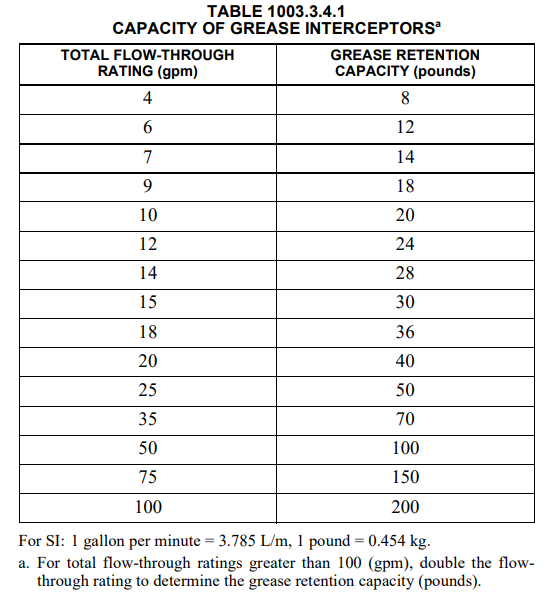 TABLE 1003.3.4.1
CAPACITY OF GREASE INTERCEPTORSa
TOTAL FLOW-THROUGH RATING (gpm) GREASE RETENTION CAPACITY (pounds)
4 8
6 12
7 14
9 18
10 20
12 24
14 28
15 30
18 36
20 40
25 50
35 70
50 100
75 150
100 200
For SI: 1 gallon per minute = 3.785 L/m, 1 pound = 0.454 kg.
a. For total flow-through ratings greater than 100 (gpm), double the flow-
through rating to determine the grease retention capacity (pounds).